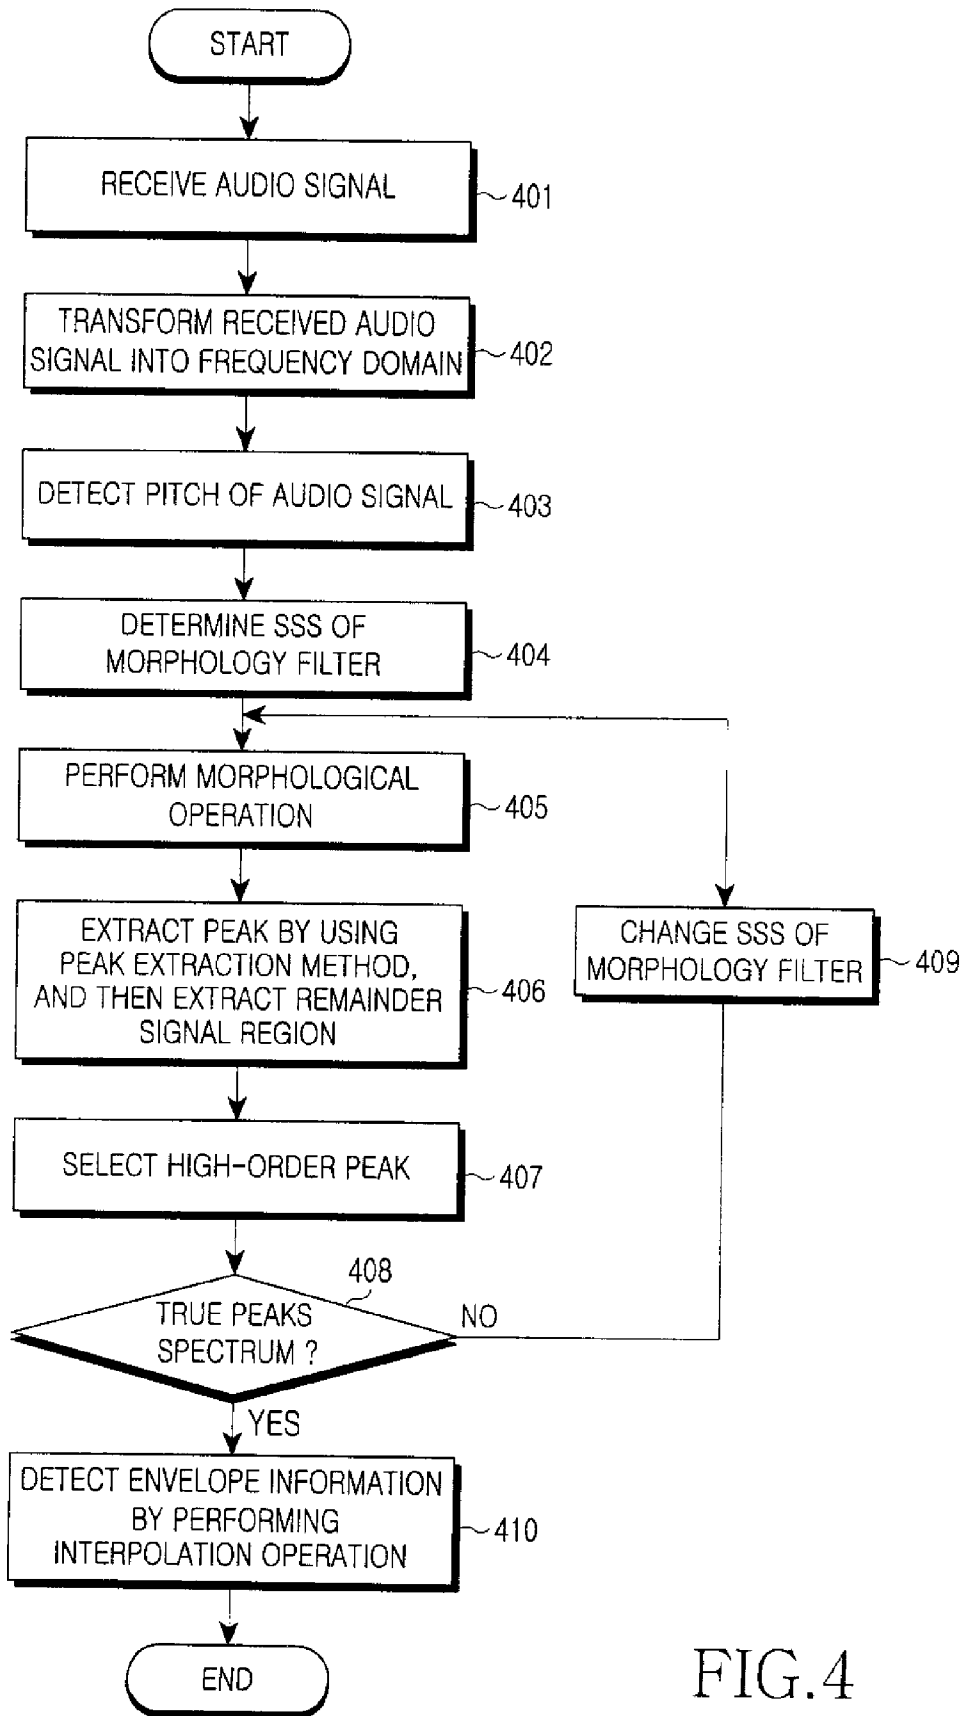 START
RECEIVE AUDIO SIGNAL
401
TRANSFORM RECEIVED AUDIO
SIGNAL INTO FREQUENCY DOMAIN
402
DETECT PITCH OF AUDIO SIGNAL
403
DETERMINE SSS OF
MORPHOLOGY FILTER
404
PERFORM MORPHOLOGICAL
OPERATION
405
EXTRACT PEAK BY USING
PEAK EXTRACTION METHOD,
AND THEN EXTRACT REMAINDER
SIGNAL REGION
406
CHANGE SSS OF
MORPHOLOGY FILTER
409
SELECT HIGH-ORDER PEAK
407
408
TRUE PEAKS
SPECTRUM ?
NO
YES
DETECT ENVELOPE INFORMATION
BY PERFORMING
INTERPOLATION OPERATION
410
END
FIG.4